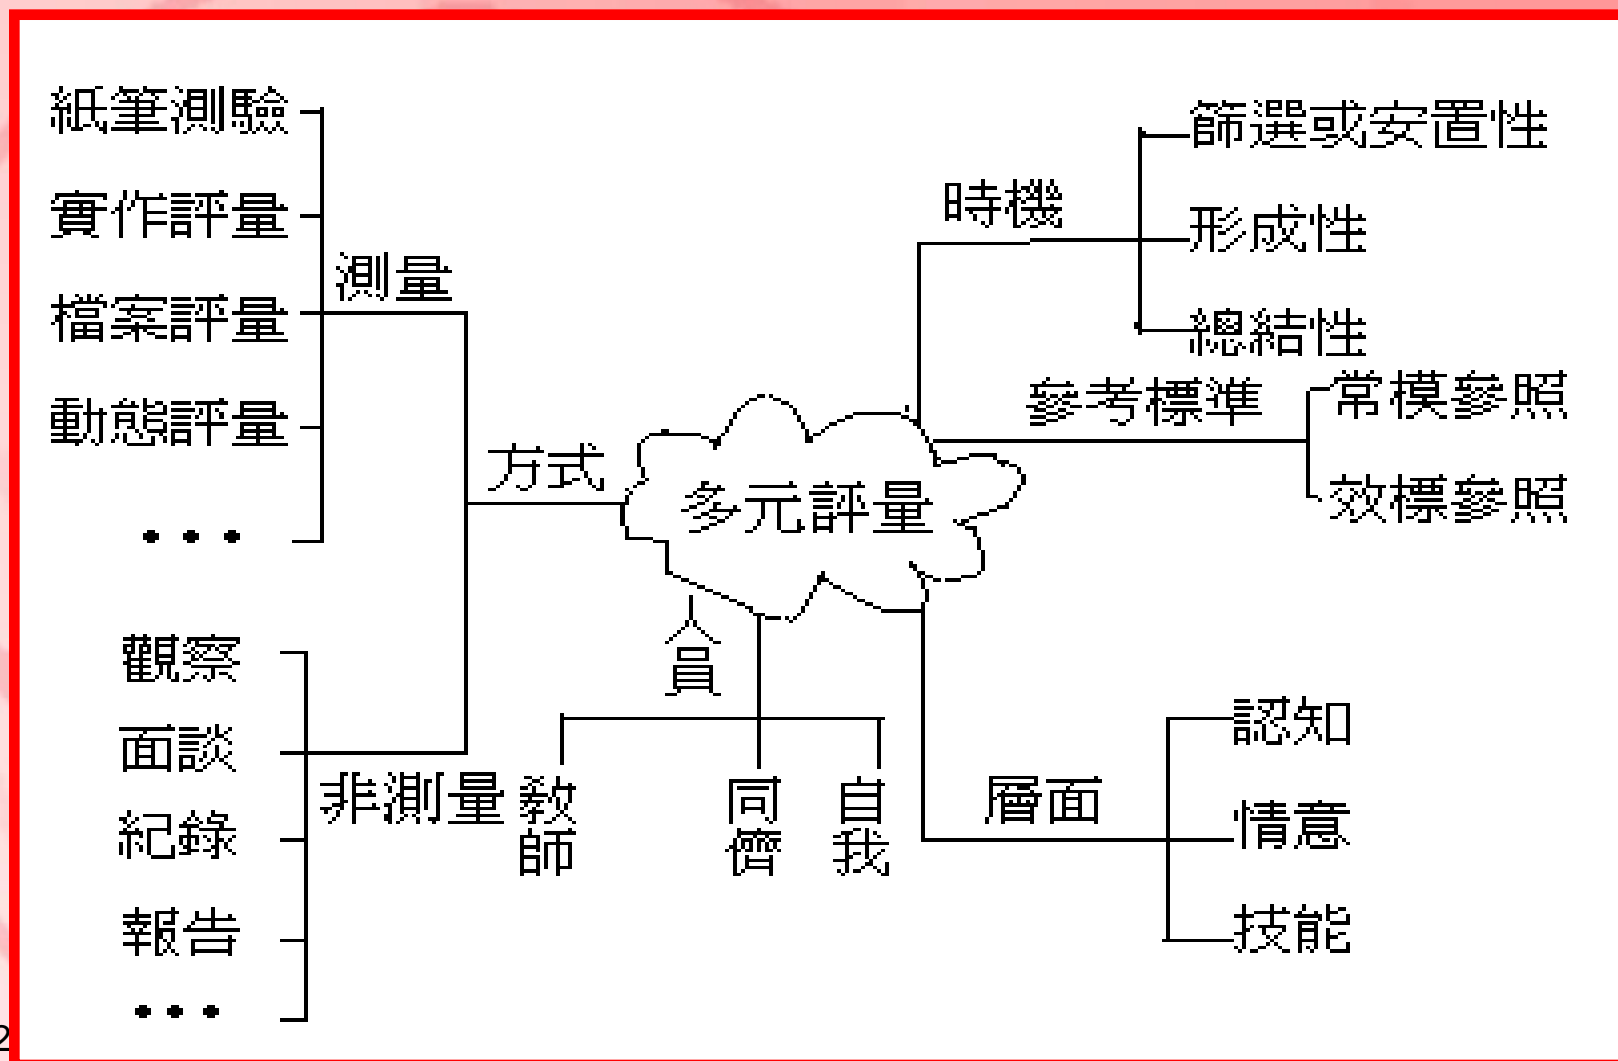 紙筆測驗
實作評量
檔案評量
動態評量
•••
測量
觀察
面談
紀錄
報告
•••
非測量
方式
多元評量
時機
篩選或安置性
形成性
總結性
參考標準
常模參照
效標參照
人員
教師
同儕
自我
層面
認知
情意
技能
2